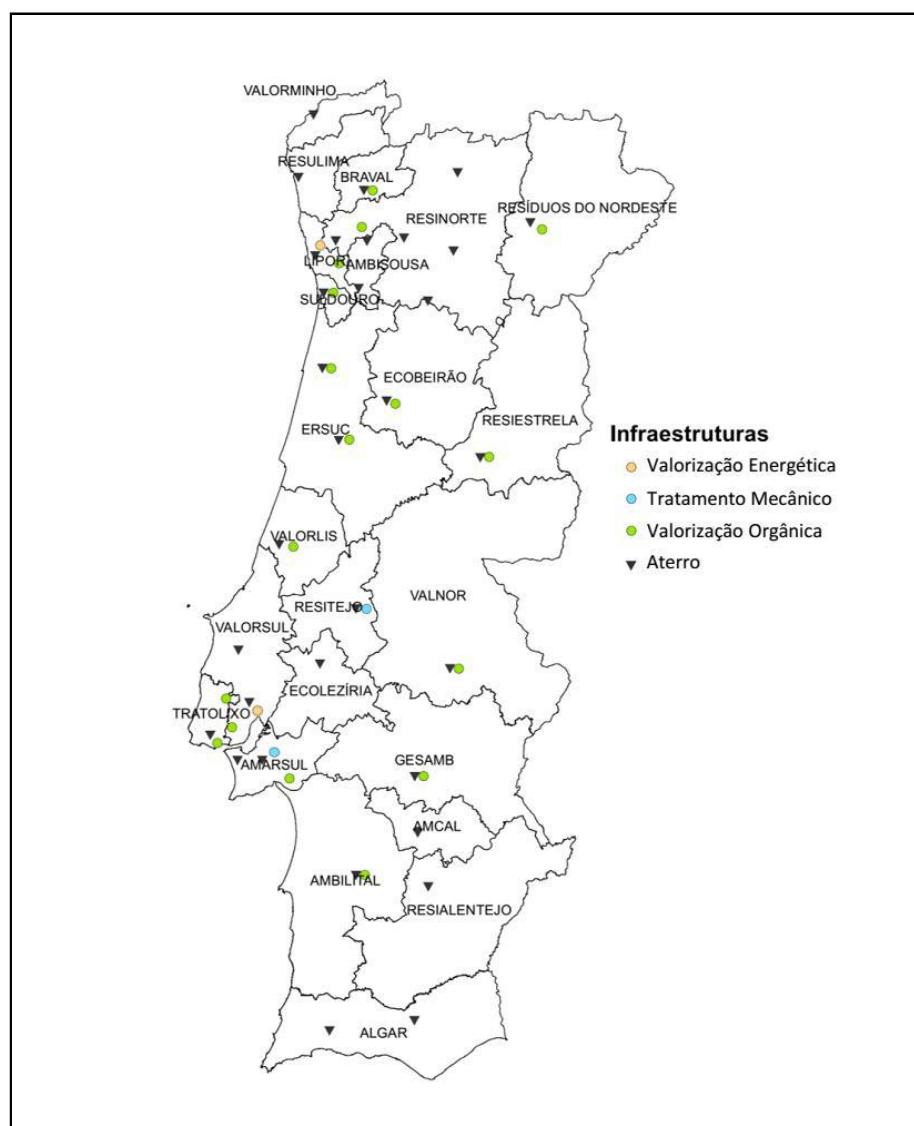 VALORMINHO
RESULIMA
BRAVAL
RESÍDUOS DO NORDESTE
RESINORTE
LIPOR
AMBISOUSA
SULDOURO
ECOBEIRÃO
RESIESTRELA
ERSUC
Infraestruturas
Valorização Energética
Tratamento Mecânico
Valorização Orgânica
Aterro
VALORLIS
VALNOR
RESITEJO
VALORSUL
ECOLEZÍRIA
TRATOLIXO
GESAMB
AMARSUL
AMCAL
AMBILITAL
RESIALENTEJO
ALGAR